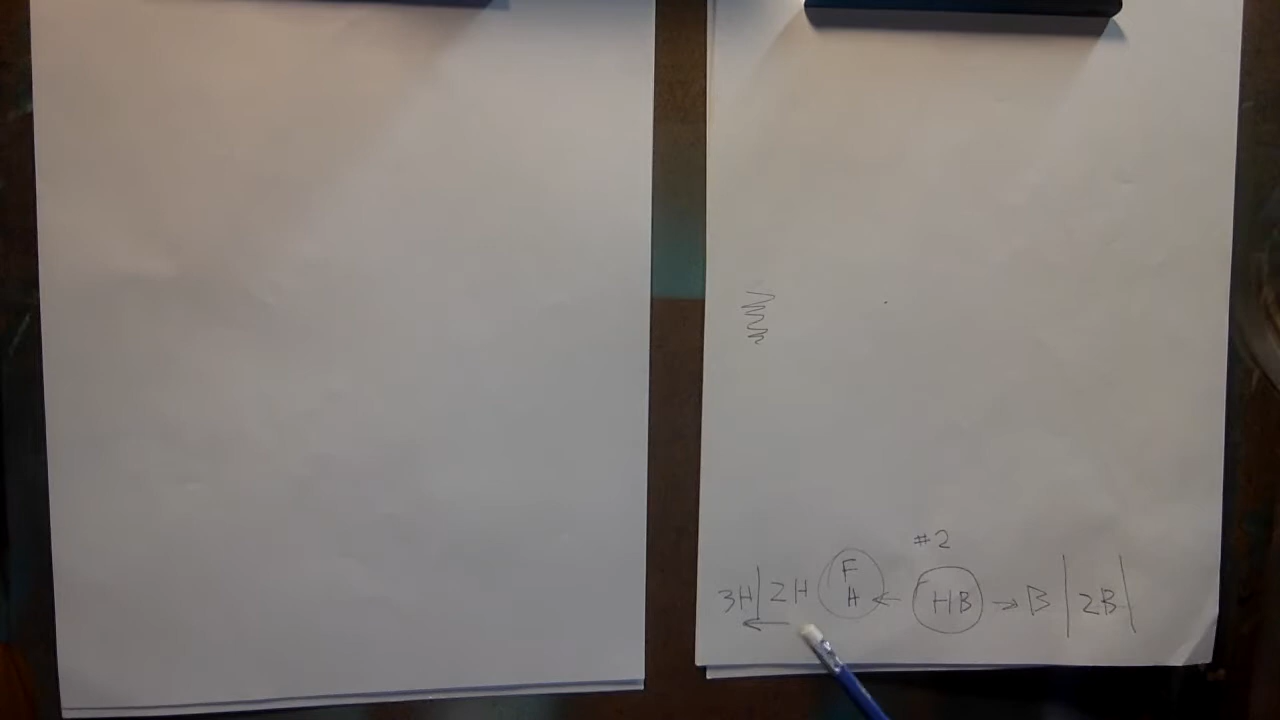 #2
3H | 2H F H ← HB → B | 2B |
←